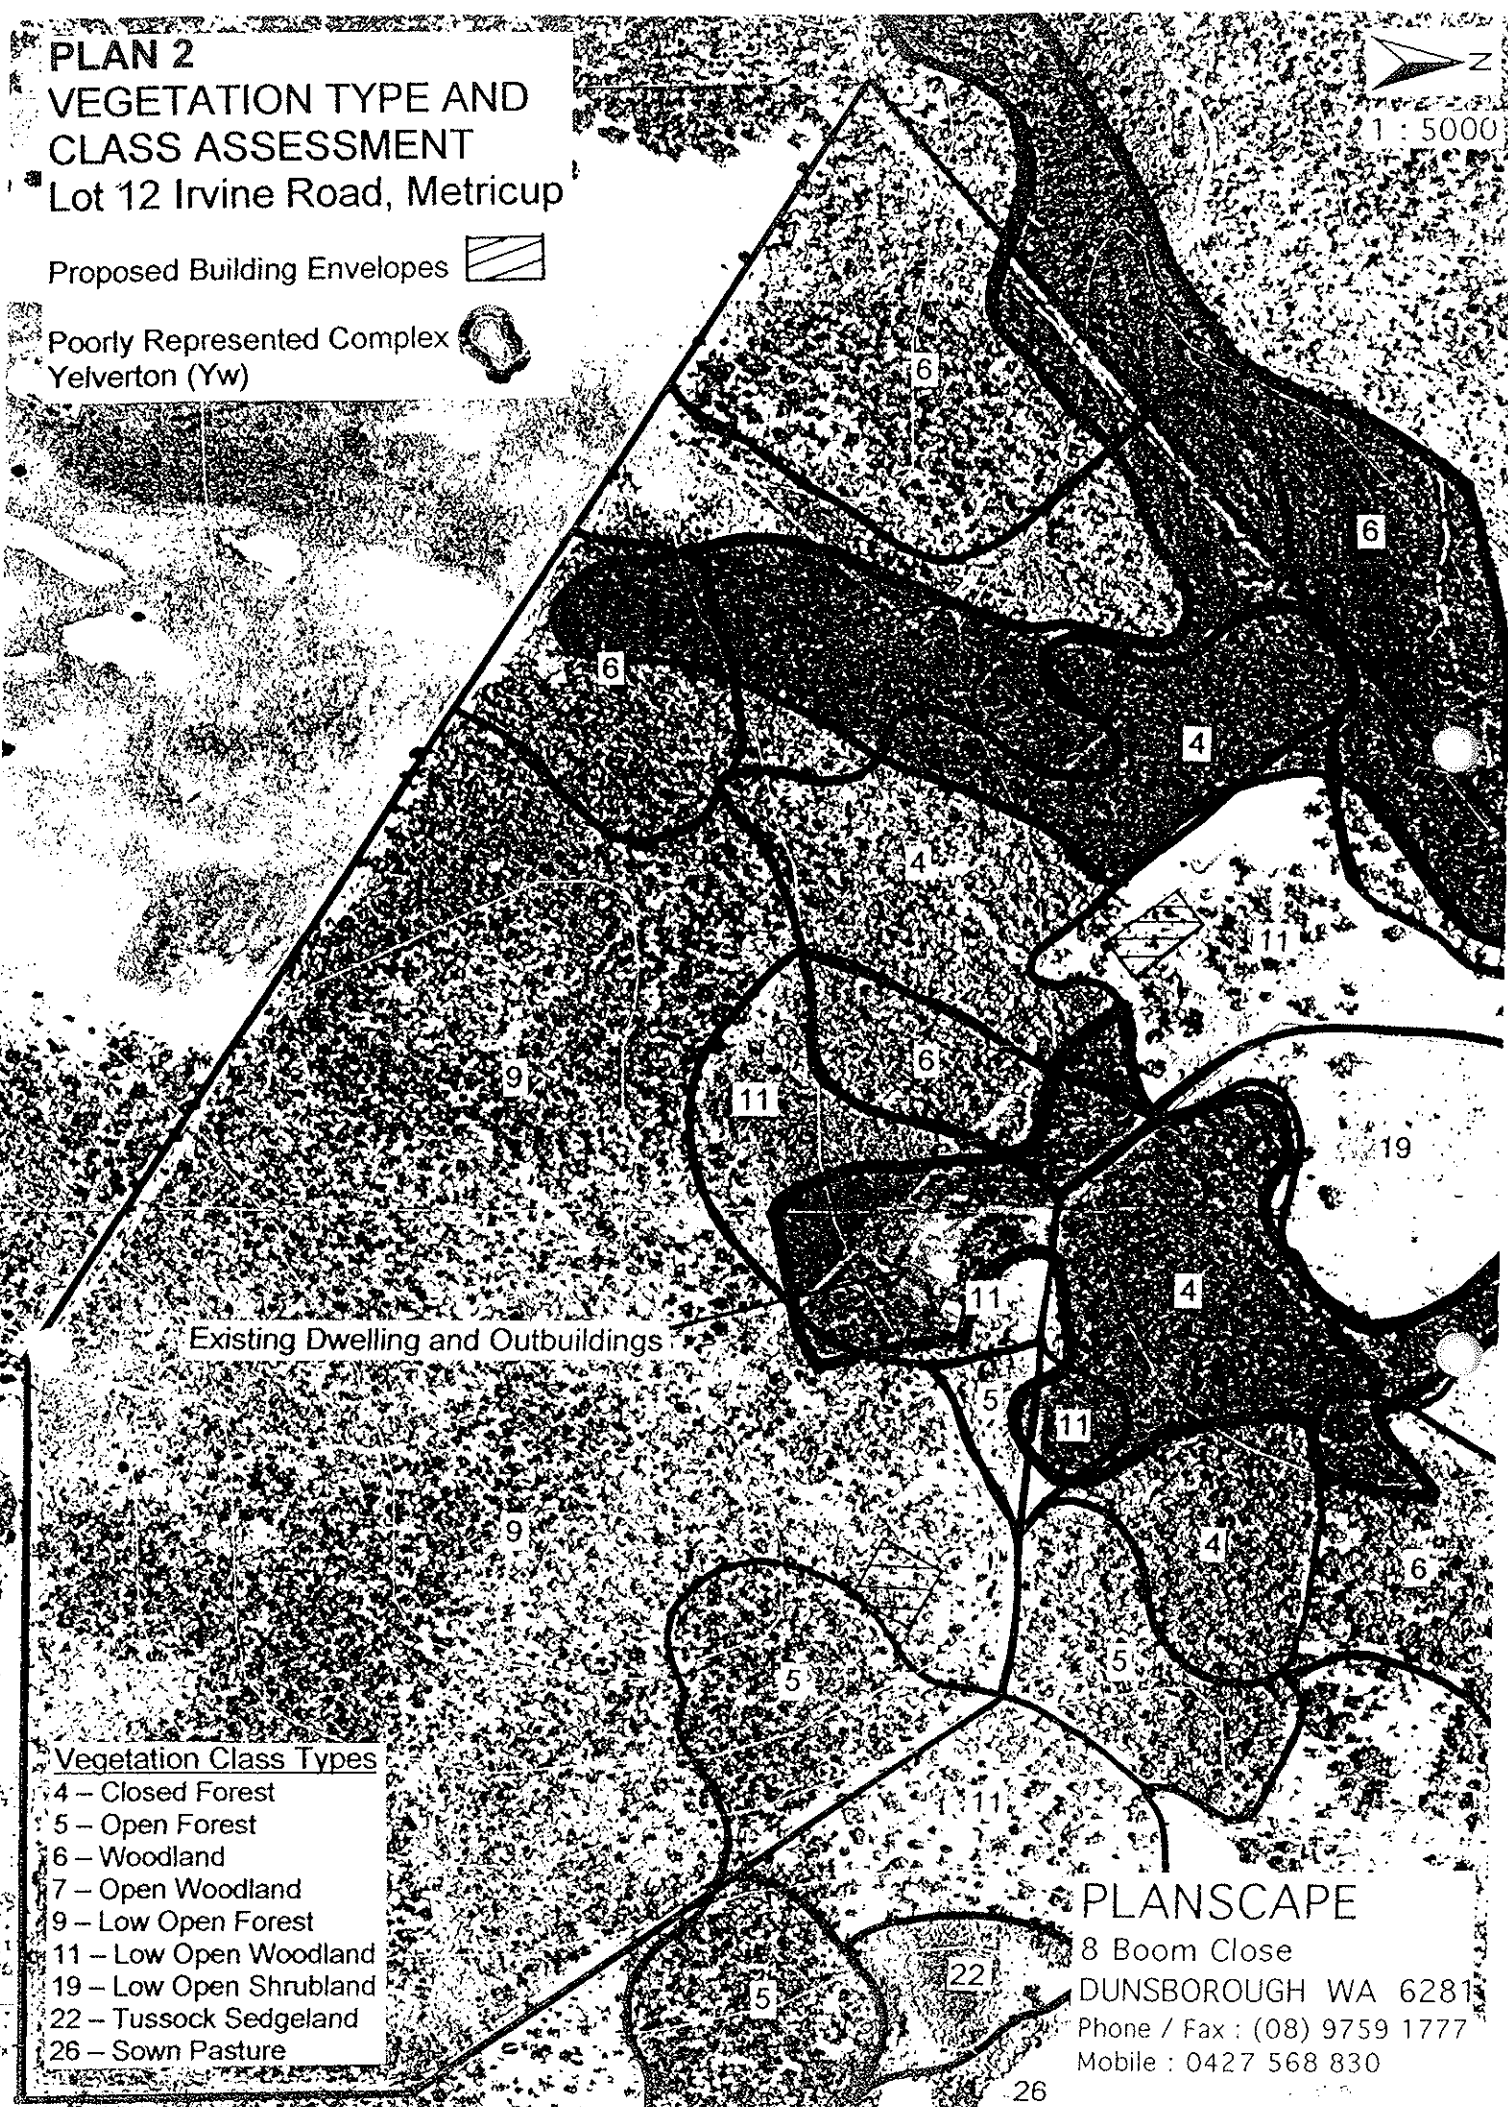 PLAN 2
VEGETATION TYPE AND
CLASS ASSESSMENT
Lot 12 Irvine Road, Metricup
Proposed Building Envelopes
Poorly Represented Complex
Yelverton (Yw)
N
1 : 5000
6
6
6
4
4
11
9
6
11
19
11
4
Existing Dwelling and Outbuildings
5
11
9
4
6
5
5
11
22
5
26
Vegetation Class Types
4 – Closed Forest
5 – Open Forest
6 – Woodland
7 – Open Woodland
9 – Low Open Forest
11 – Low Open Woodland
19 – Low Open Shrubland
22 – Tussock Sedgeland
26 – Sown Pasture
PLANSCAPE
8 Boom Close
DUNSBOROUGH WA 6281
Phone / Fax : (08) 9759 1777
Mobile : 0427 568 830